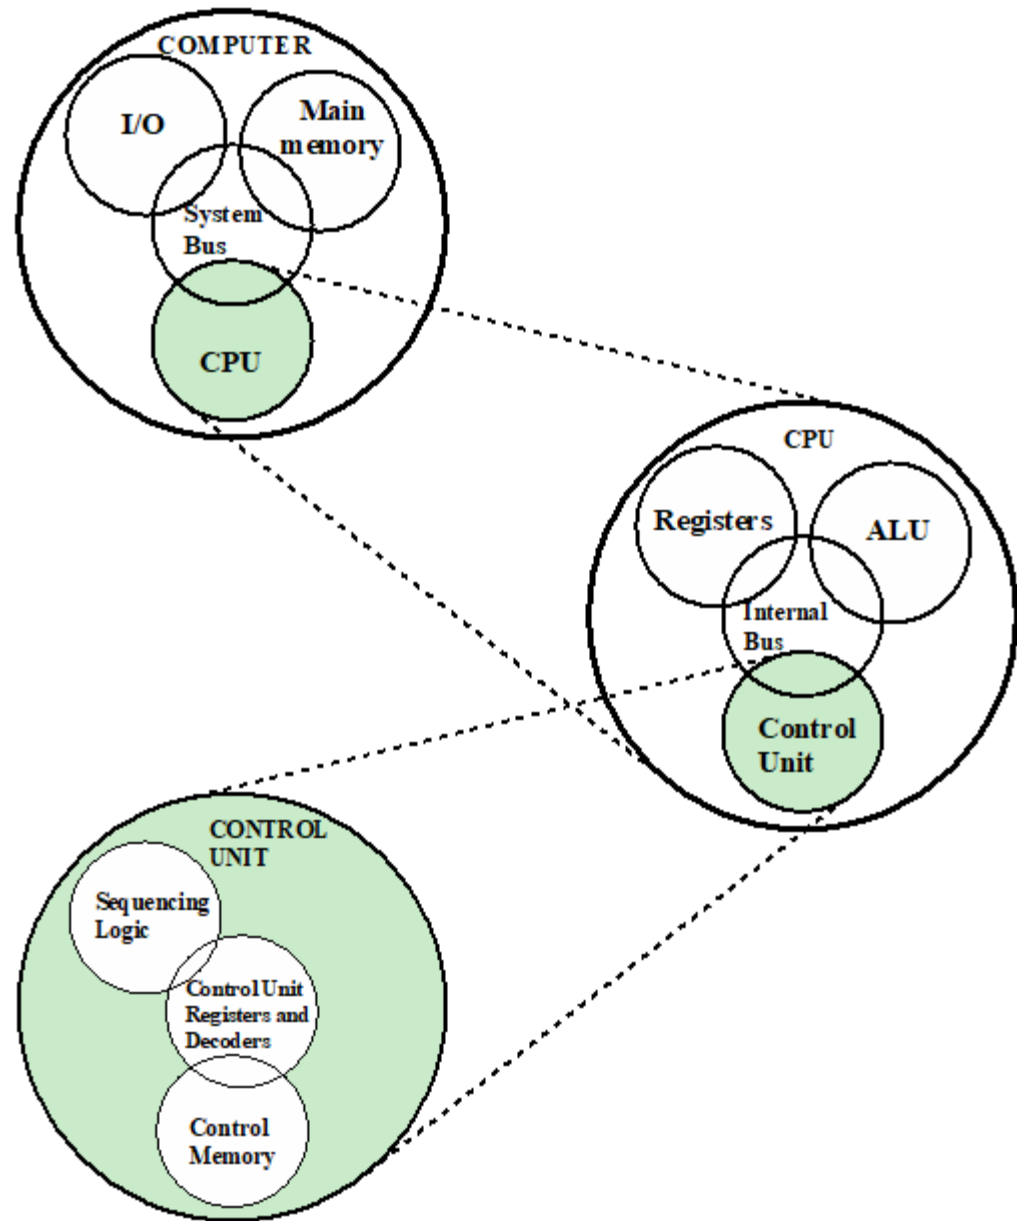 COMPUTER
I/O
Main
memory
System
Bus
CPU
CPU
Registers
ALU
Internal
Bus
Control
Unit
CONTROL
UNIT
Sequencing
Logic
Control Unit
Registers and
Decoders
Control
Memory